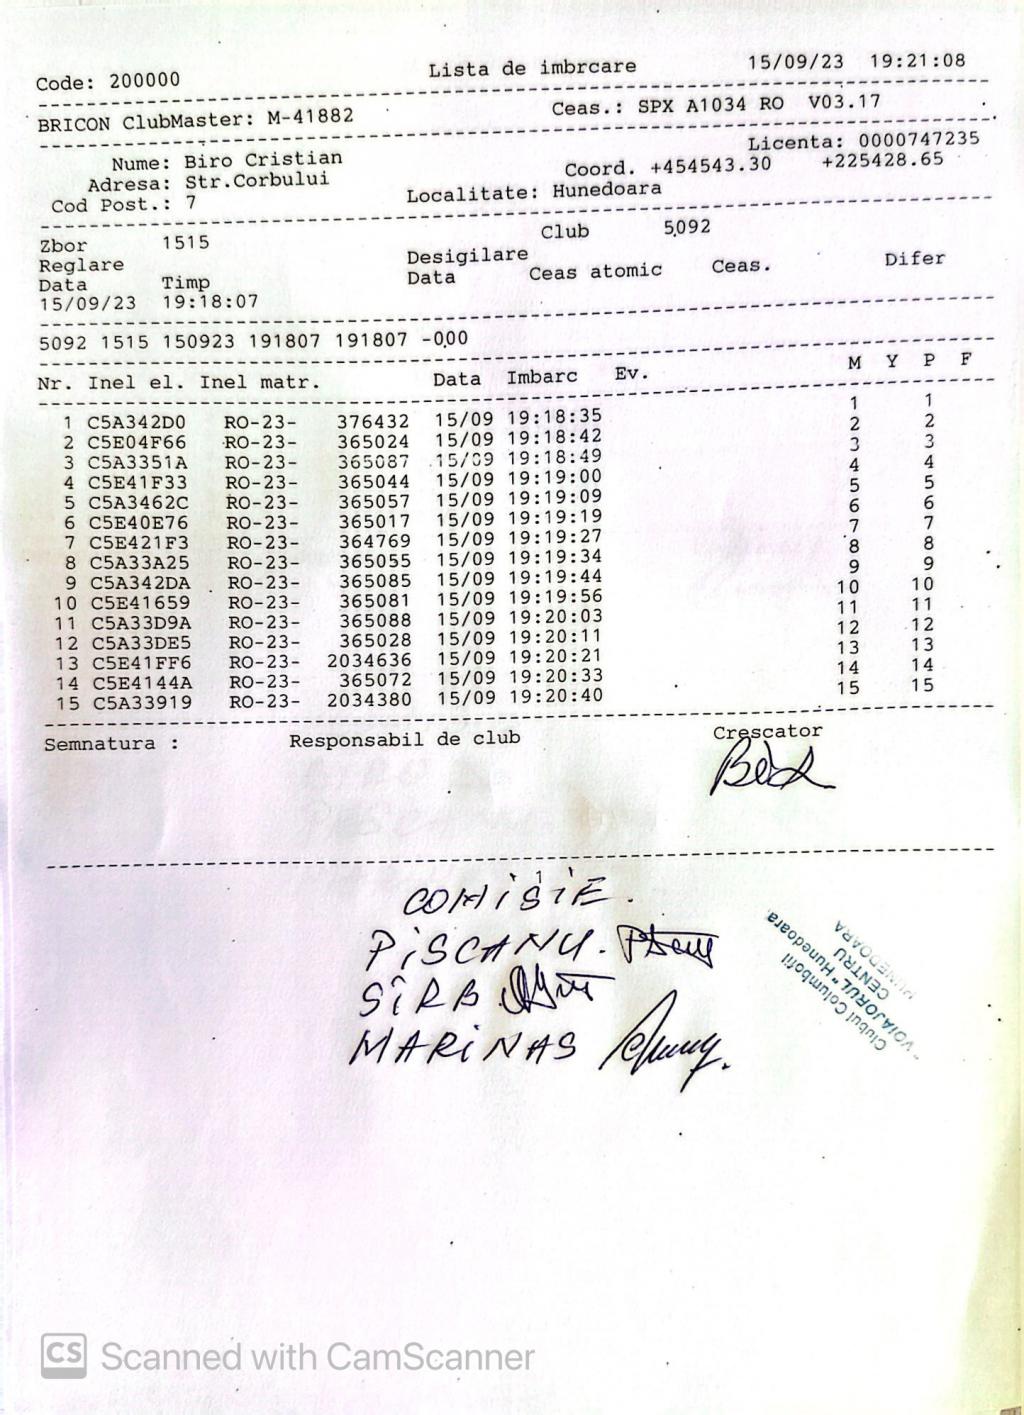 Code: 200000 Lista de imbrcare 15/09/23 19:21:08
BRICON ClubMaster: M-41882 Ceas.: SPX A1034 RO V03.17
Licenta: 0000747235
Nume: Biro Cristian Coord. +454543.30 +225428.65
Adresa: Str.Corbului
Cod Post.: 7 Localitate: Hunedoara
Zbor 1515 Club 5092
Reglare Desigilare
Data Timp Data Ceas atomic Ceas. Difer
15/09/23 19:18:07
5092 1515 150923 191807 191807 -0,00
Nr. Inel el. Inel matr. Data Imbarc Ev. M Y P F
1 C5A342D0 RO-23- 376432 15/09 19:18:35 1 1
2 C5E04F66 RO-23- 365024 15/09 19:18:42 2 2
3 C5A3351A RO-23- 365087 15/09 19:18:49 3 3
4 C5E41F33 RO-23- 365044 15/09 19:19:00 4 4
5 C5A3462C RO-23- 365057 15/09 19:19:09 5 5
6 C5E40E76 RO-23- 365017 15/09 19:19:19 6 6
7 C5E421F3 RO-23- 364769 15/09 19:19:27 7 7
8 C5A33A25 RO-23- 365055 15/09 19:19:34 8 8
9 C5A342DA RO-23- 365085 15/09 19:19:44 9 9
10 C5E41659 RO-23- 365081 15/09 19:19:56 10 10
11 C5A33D9A RO-23- 365088 15/09 19:20:03 11 11
12 C5A33DE5 RO-23- 365028 15/09 19:20:11 12 12
13 C5E41FF6 RO-23- 2034636 15/09 19:20:21 13 13
14 C5E4144A RO-23- 365072 15/09 19:20:33 14 14
15 C5A33919 RO-23- 2034380 15/09 19:20:40 15 15
Semnatura : Responsabil de club Crescator
COMISIE.
PISCANU.
SÎRB
MARINAS
Clubul Columbofil
"VOIAJORUL" Hunedoara
CENTRU
HUNEDOARA
CS Scanned with CamScanner